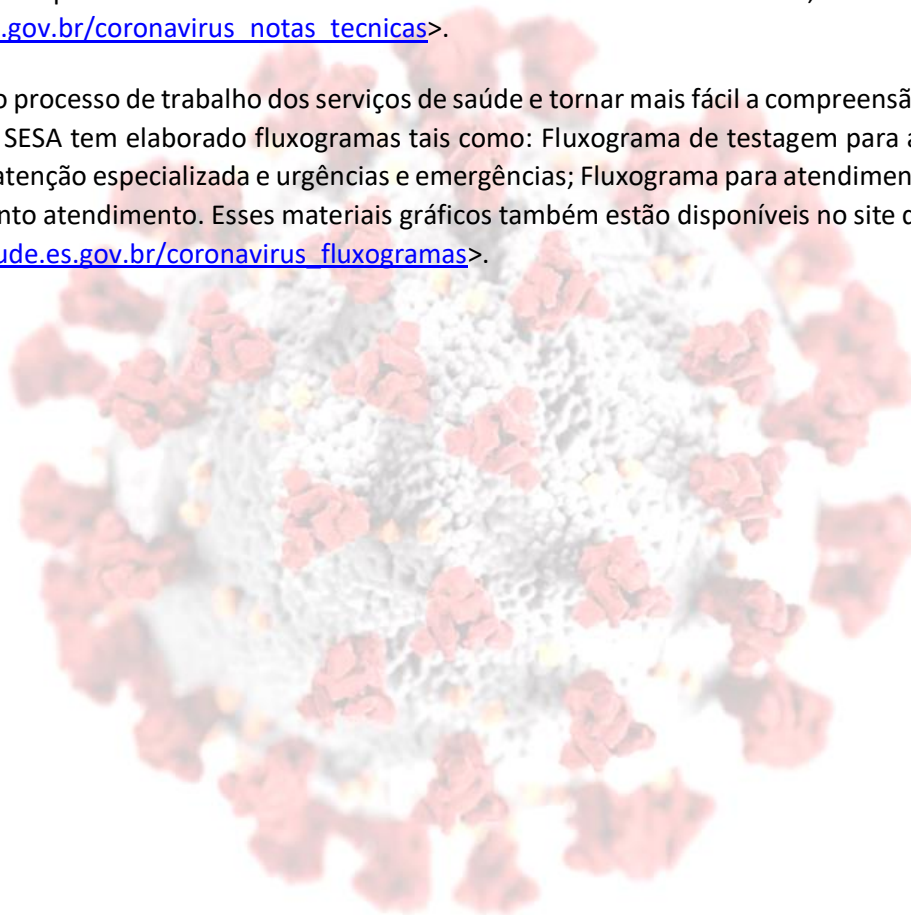 .gov.br/coronavirus_notas_tecnicas>.
o processo de trabalho dos serviços de saúde e tornar mais fácil a compreensã
SESA tem elaborado fluxogramas tais como: Fluxograma de testagem para a
atenção especializada e urgências e emergências; Fluxograma para atendimen
nto atendimento. Esses materiais gráficos também estão disponíveis no site d
ude.es.gov.br/coronavirus_fluxogramas>.